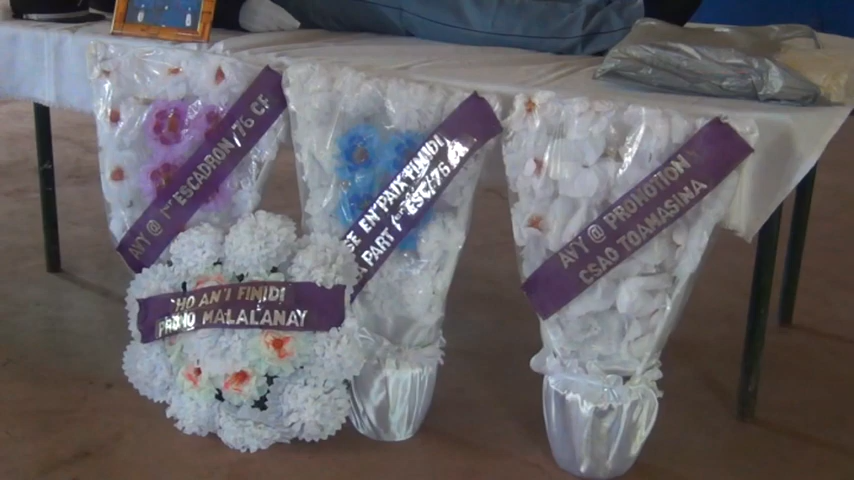 AVY @ 1er ESCADRON/76 CF
SE EN PAIX FINIDI
PART 1er ESC/76
AVY @ PROMOTION
CSAO TOAMASINA
HO AN'I FINIDI
PROMO MALALANAY